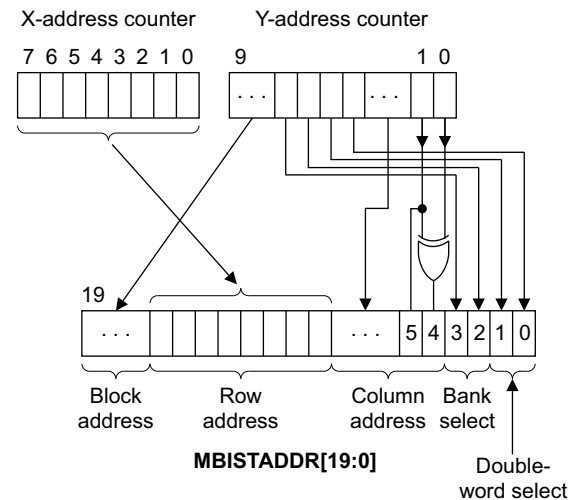 X-address counter
Y-address counter
7 6 5 4 3 2 1 0
9 1 0
. . . . . .
19
. . . . . . 5 4 3 2 1 0
Block address
Row address
Column address
Bank select
MBISTADDR[19:0]
Double-
word select